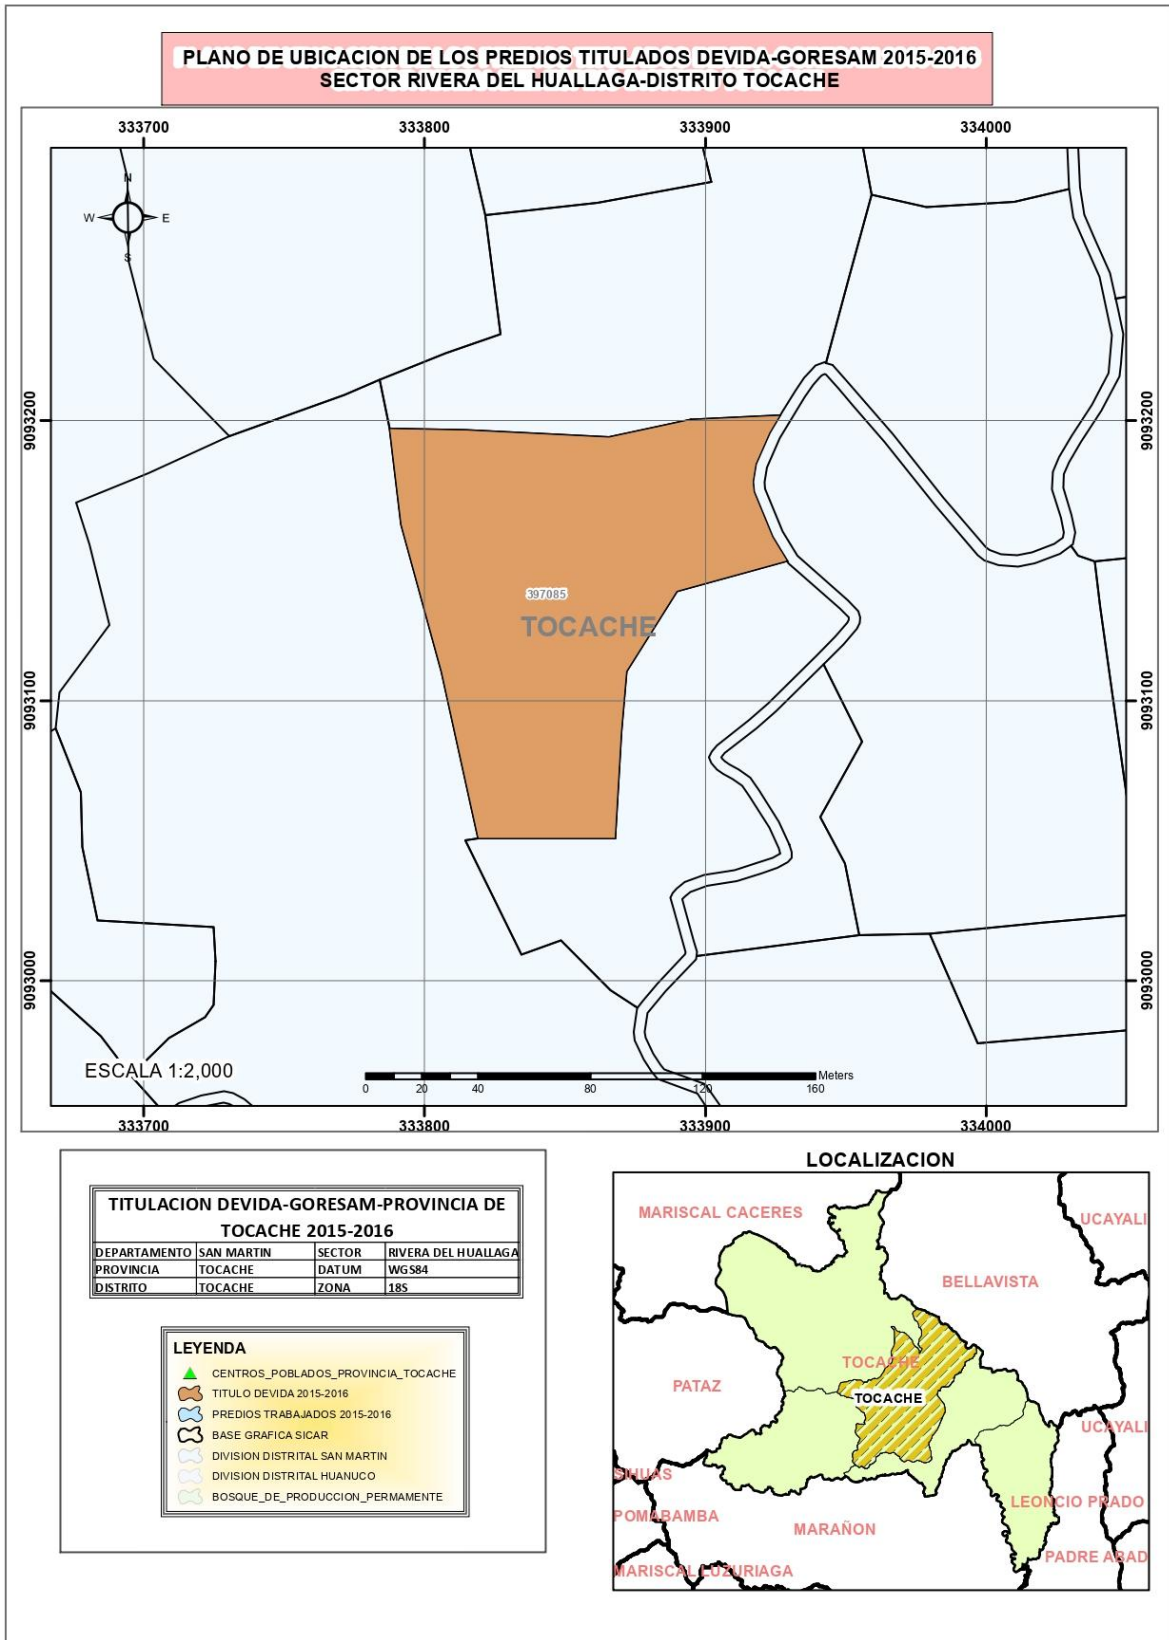 PLANO DE UBICACION DE LOS PREDIOS TITULADOS DEVIDA-GORESAM 2015-2016
SECTOR RIVERA DEL HUALLAGA-DISTRITO TOCACHE
333700 333800 333900 334000
N
W E
S
9093200 9093200
397085
TOCACHE
9093100 9093100
9093000 9093000
ESCALA 1:2,000
Meters
0 20 40 80 120 160
333700 333800 333900 334000
TITULACION DEVIDA-GORESAM-PROVINCIA DE
TOCACHE 2015-2016
DEPARTAMENTO SAN MARTIN SECTOR RIVERA DEL HUALLAGA
PROVINCIA TOCACHE DATUM WGS84
DISTRITO TOCACHE ZONA 18S
LEYENDA
CENTROS_POBLADOS_PROVINCIA_TOCACHE
TITULO DEVIDA 2015-2016
PREDIOS TRABAJADOS 2015-2016
BASE GRAFICA SICAR
DIVISION DISTRITAL SAN MARTIN
DIVISION DISTRITAL HUANUCO
BOSQUE_DE_PRODUCCION_PERMAMENTE
LOCALIZACION
MARISCAL CACERES
UCAYALI
BELLAVISTA
TOCACHE
PATAZ
TOCACHE
UCAYALI
SIHUAS
LEONCIO PRADO
POMABAMBA
MARAÑON
PADRE ABAD
MARISCAL LUZURIAGA